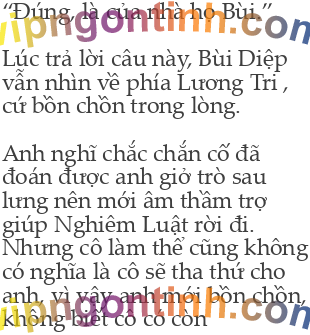 “Đúng, là của nhà họ Bùi.”
vipngontinh.com
Lúc trả lời câu này, Bùi Diệp
vẫn nhìn về phía Lương Tri ,
cứ bồn chồn trong lòng.
Anh nghĩ chắc chắn cố đã
đoán được anh giở trò sau
lưng nên mới âm thầm trợ
giúp Nghiêm Luật rời đi.
Nhưng cô làm thể cũng không
có nghĩa là cô sẽ tha thứ cho
anh, vì vậy anh mới bồn chồn,
không biết cô có còn
vipngontinh.com